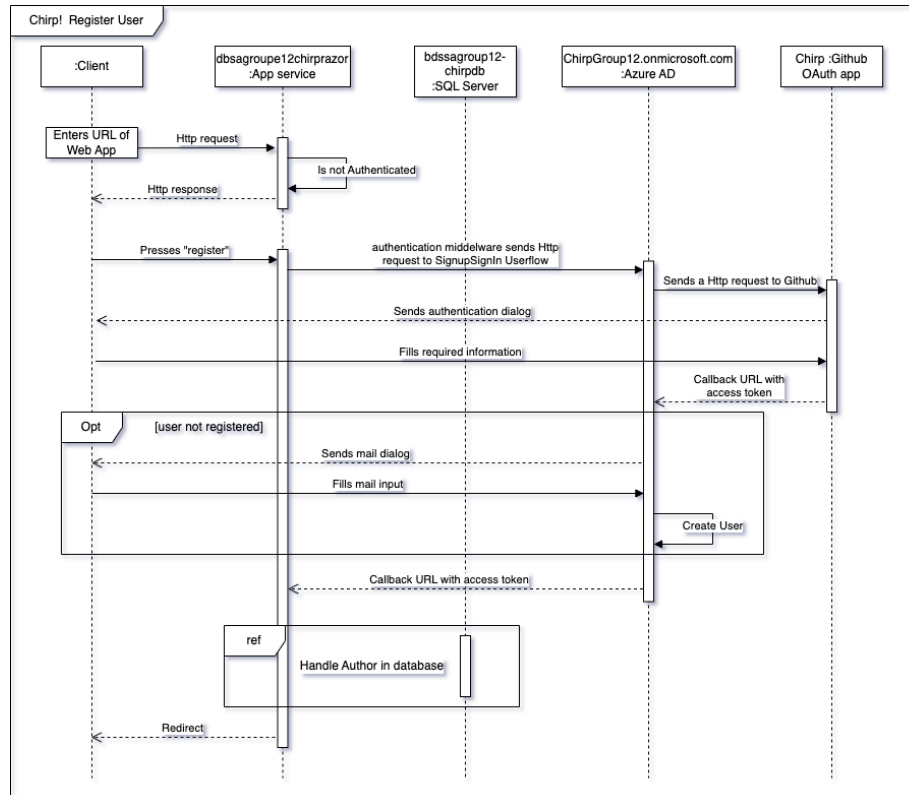 Chirp!  Register User
:Client
dbsagroupe12chirprazor
:App service
bdssagroup12-
chirpdb
:SQL Server
ChirpGroup12.onmicrosoft.com
:Azure AD
Chirp :Github
OAuth app
Enters URL of
Web App
Http request
Is not Authenticated
Http response
Presses "register"
authentication middelware sends Http
request to SignupSignIn Userflow
Sends a Http request to Github
Sends authentication dialog
Fills required information
Callback URL with
access token
Opt
[user not registered]
Sends mail dialog
Fills mail input
Create User
Callback URL with access token
ref
Handle Author in database
Redirect